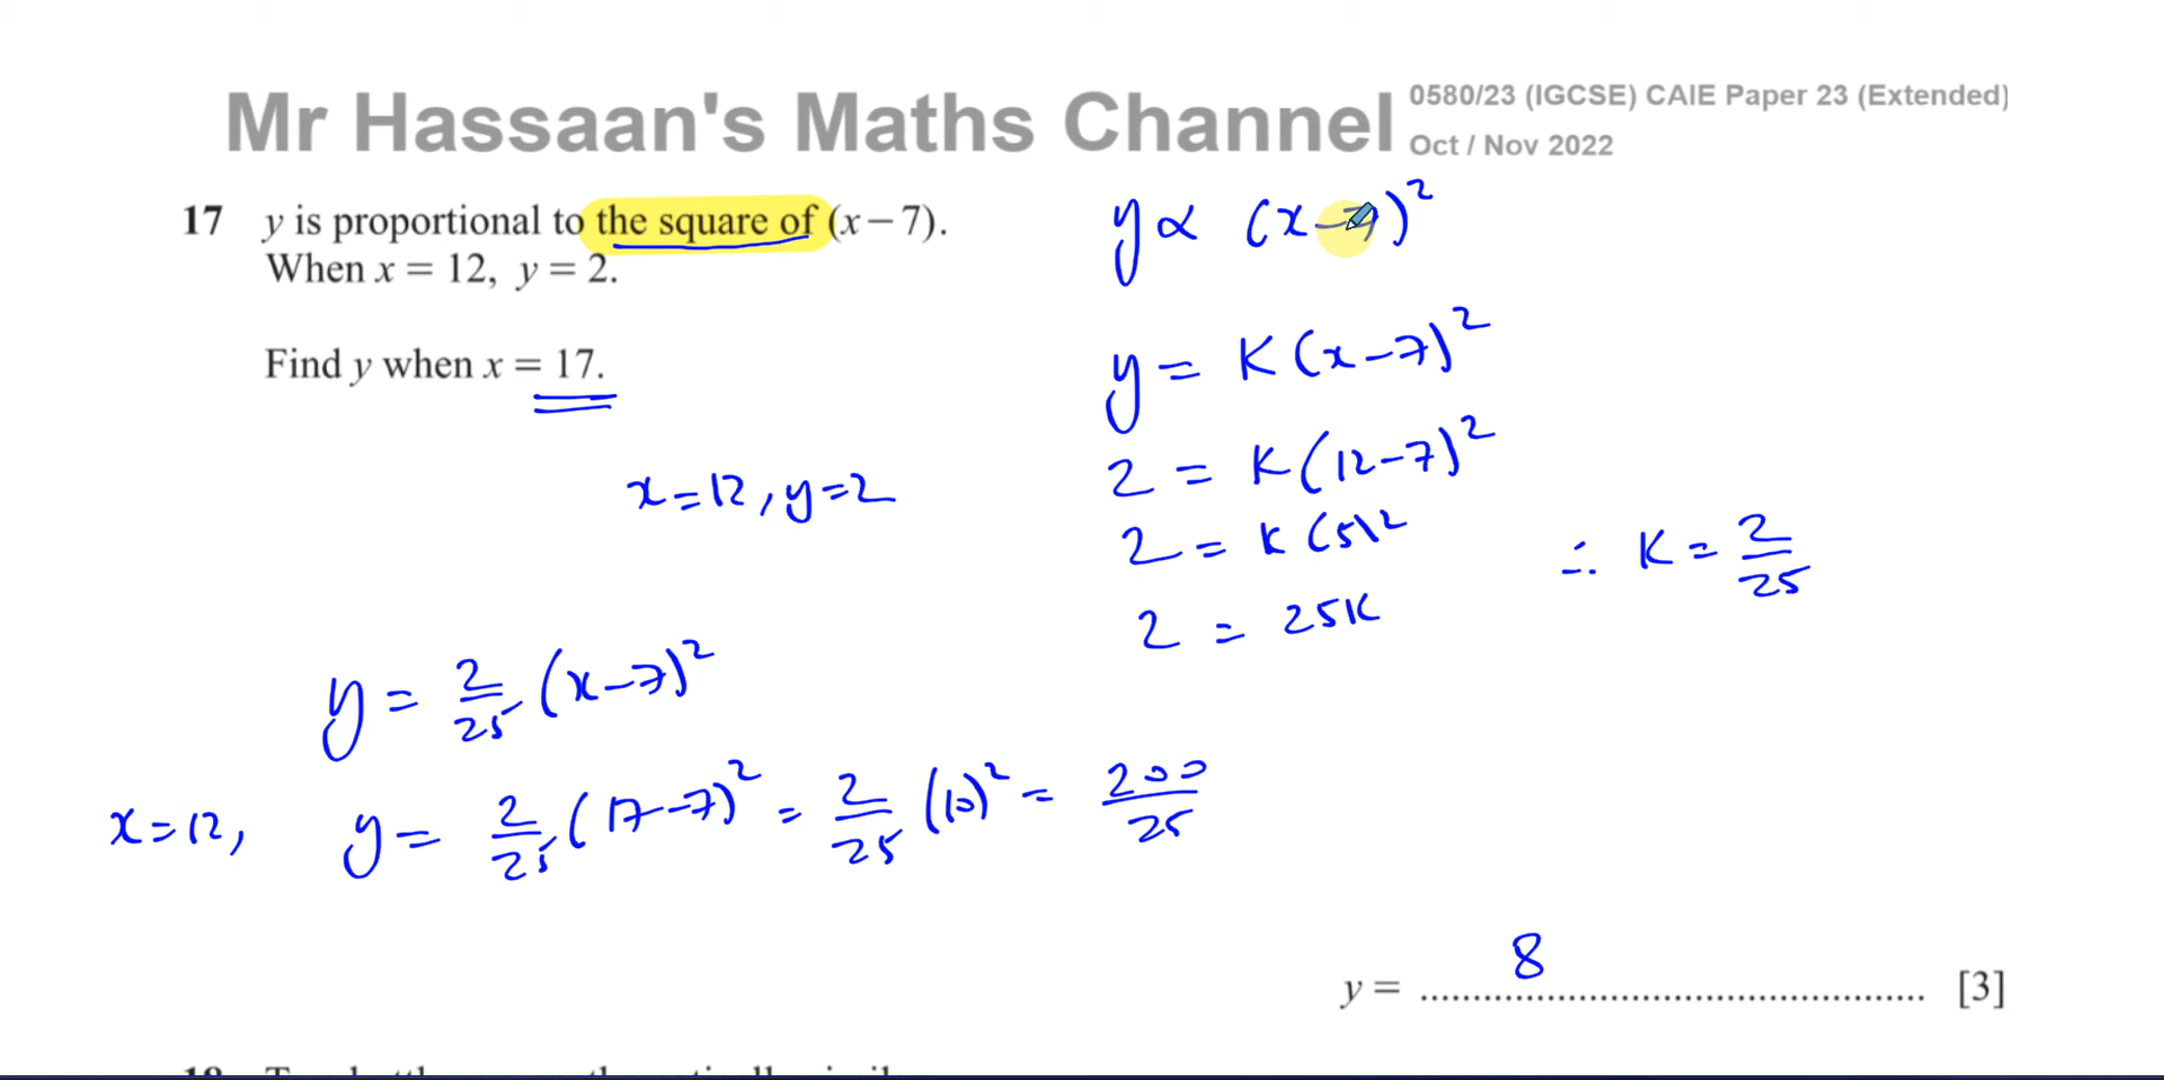 Mr Hassaan's Maths Channel
0580/23 (IGCSE) CAIE Paper 23 (Extended)
Oct / Nov 2022
17 y is proportional to the square of (x − 7).
When x = 12, y = 2.
Find y when x = 17.
y ∝ (x−7)²
y = K(x−7)²
2 = K(12−7)²
x=12, y=2
2 = K(5)²
∴ K = 2/25
2 = 25K
y = 2/25 (x−7)²
x=12, y = 2/25 (17−7)² = 2/25 (10)² = 200/25
8
y = ................................................ [3]